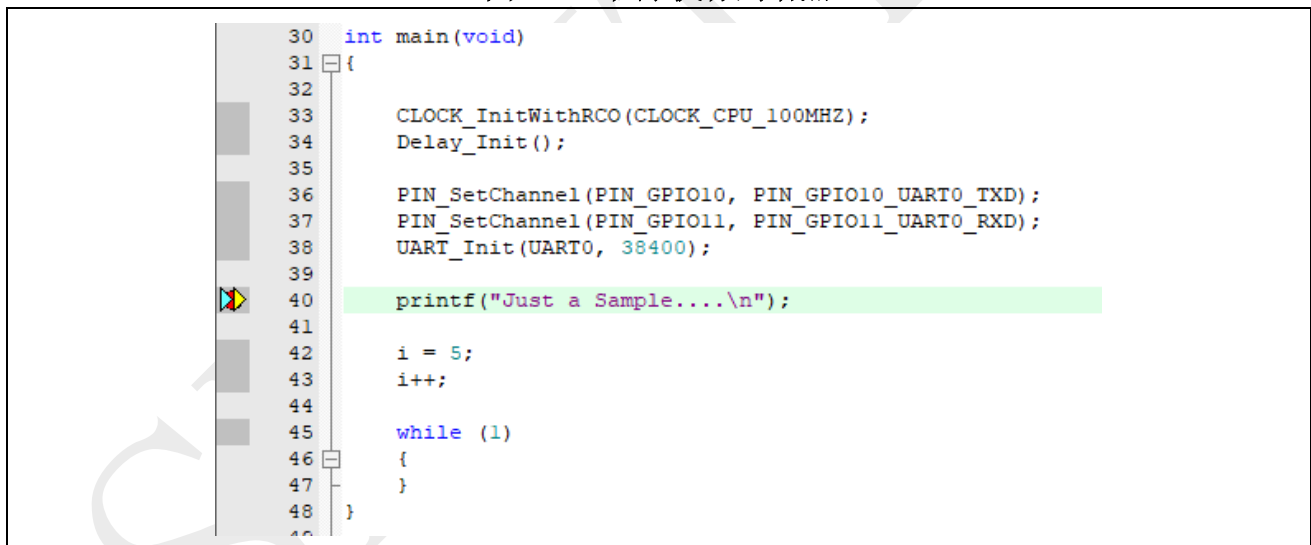 30 int main(void)
31 {
32
33 CLOCK_InitWithRCO(CLOCK_CPU_100MHZ);
34 Delay_Init();
35
36 PIN_SetChannel(PIN_GPIO10, PIN_GPIO10_UART0_TXD);
37 PIN_SetChannel(PIN_GPIO11, PIN_GPIO11_UART0_RXD);
38 UART_Init(UART0, 38400);
39
40 printf("Just a Sample....\n");
41
42 i = 5;
43 i++;
44
45 while (1)
46 {
47 }
48 }